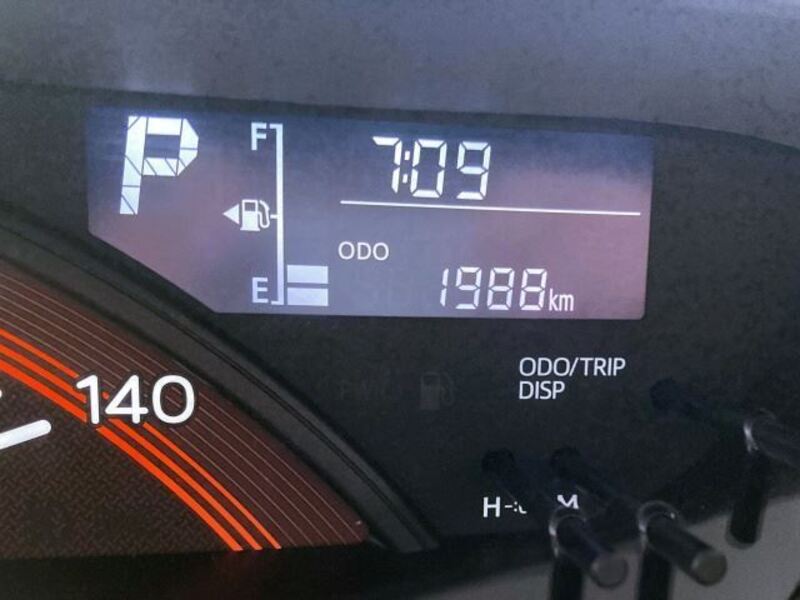 P
F
7:09
ODO
E
1988km
140
ODO/TRIP
DISP
H
M